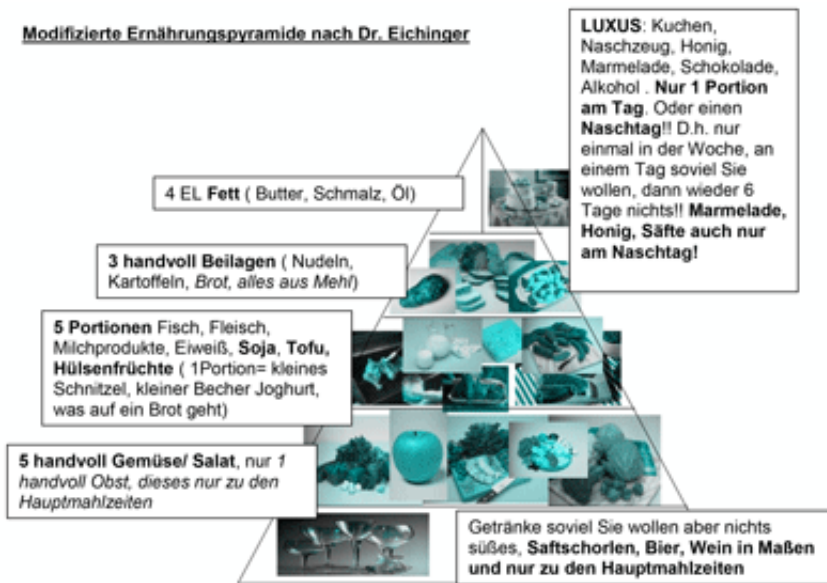 Modifizierte Ernährungspyramide nach Dr. Eichinger
LUXUS: Kuchen,
Naschzeug, Honig,
Marmelade, Schokolade,
Alkohol . Nur 1 Portion
am Tag. Oder einen
Naschtag!! D.h. nur
einmal in der Woche, an
einem Tag soviel Sie
wollen, dann wieder 6
Tage nichts!! Marmelade,
Honig, Säfte auch nur
am Naschtag!
4 EL Fett ( Butter, Schmalz, Öl)
3 handvoll Beilagen ( Nudeln,
Kartoffeln, Brot, alles aus Mehl)
5 Portionen Fisch, Fleisch,
Milchprodukte, Eiweiß, Soja, Tofu,
Hülsenfrüchte ( 1Portion= kleines
Schnitzel, kleiner Becher Joghurt,
was auf ein Brot geht)
5 handvoll Gemüse/ Salat, nur 1
handvoll Obst, dieses nur zu den
Hauptmahlzeiten
Getränke soviel Sie wollen aber nichts
süßes, Saftschorlen, Bier, Wein in Maßen
und nur zu den Hauptmahlzeiten